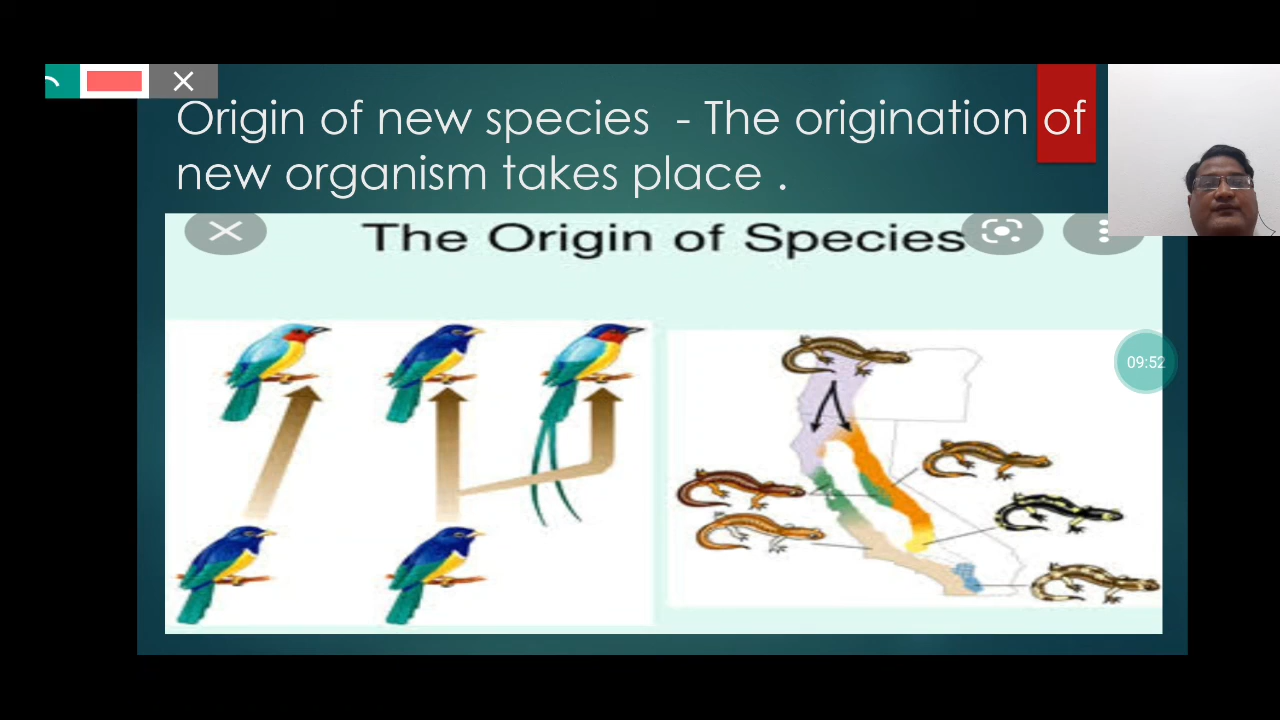 Origin of new species - The origination of
new organism takes place .
The Origin of Species
09:52